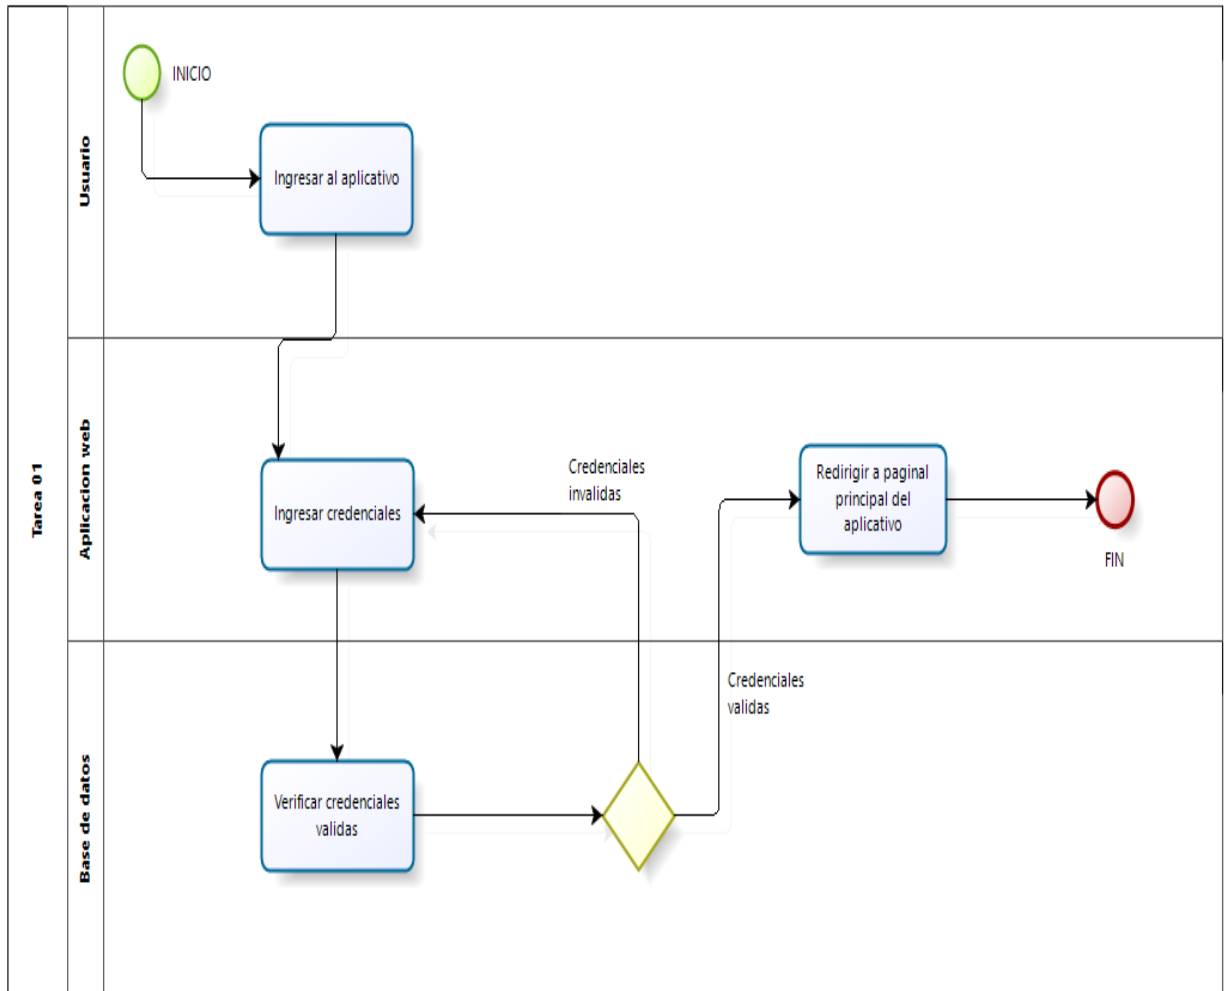 Tarea 01
Usuario
INICIO
Ingresar al aplicativo
Aplicacion web
Ingresar credenciales
Credenciales
invalidas
Redirigir a paginal
principal del
aplicativo
FIN
Base de datos
Verificar credenciales
validas
Credenciales
validas